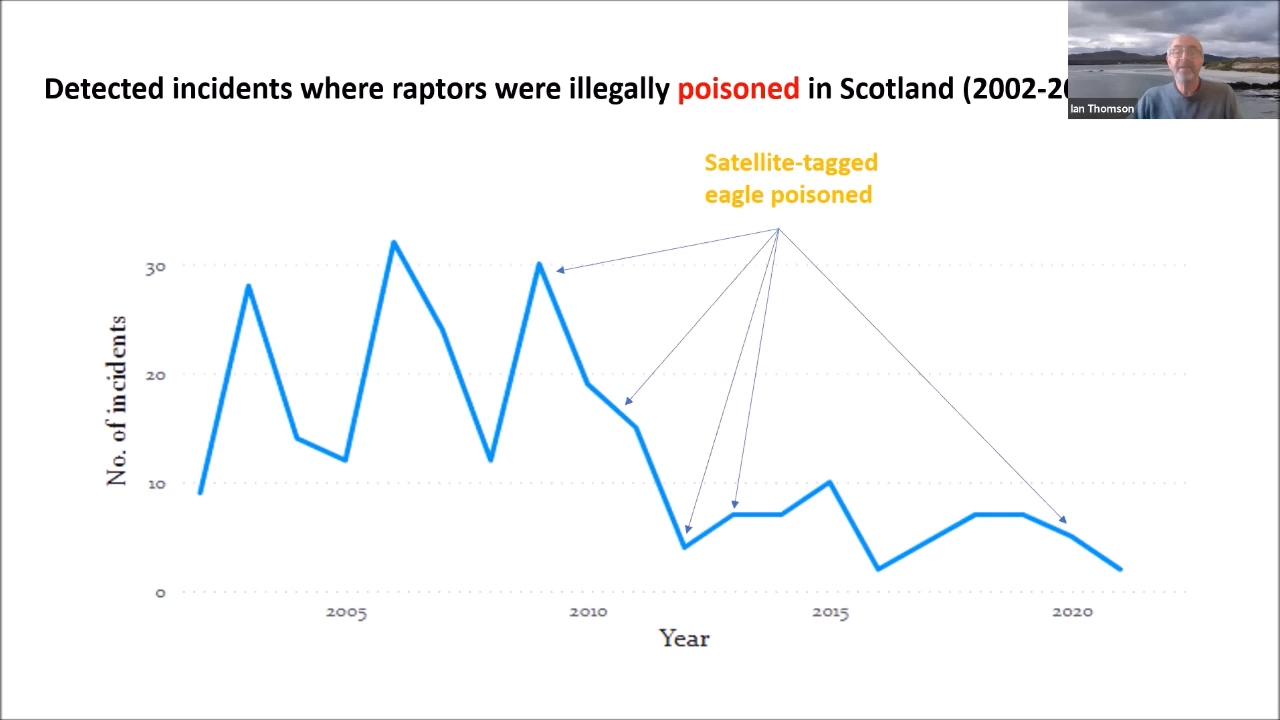 Detected incidents where raptors were illegally poisoned in Scotland (2002-2
Ian Thomson
Satellite-tagged
eagle poisoned
No. of incidents
30
20
10
0
2005 2010 2015 2020
Year